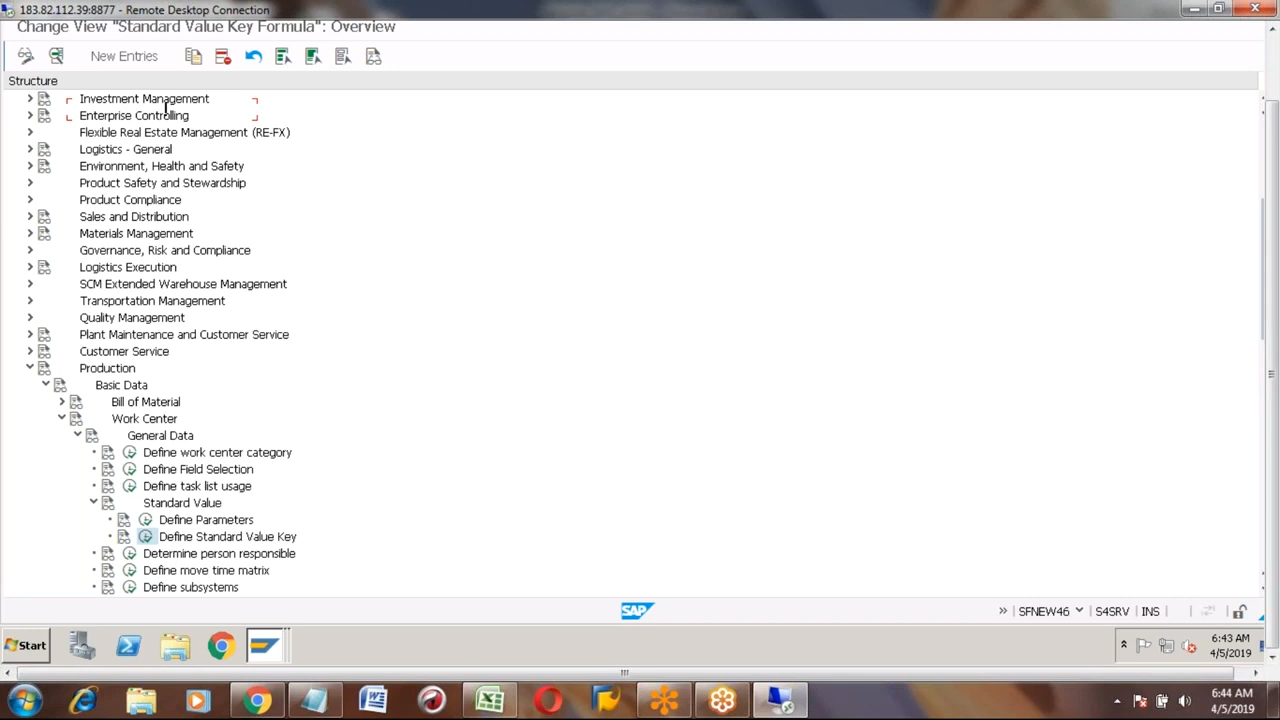 183.82.112.39:8877 - Remote Desktop Connection
Change View "Standard Value Key Formula": Overview
New Entries
Structure
Investment Management
Enterprise Controlling
Flexible Real Estate Management (RE-FX)
Logistics - General
Environment, Health and Safety
Product Safety and Stewardship
Product Compliance
Sales and Distribution
Materials Management
Governance, Risk and Compliance
Logistics Execution
SCM Extended Warehouse Management
Transportation Management
Quality Management
Plant Maintenance and Customer Service
Customer Service
Production
Basic Data
Bill of Material
Work Center
General Data
Define work center category
Define Field Selection
Define task list usage
Standard Value
Define Parameters
Define Standard Value Key
Determine person responsible
Define move time matrix
Define subsystems
SAP
SFNEW46 S4SRV INS
Start
6:43 AM
4/5/2019
6:44 AM
4/5/2019